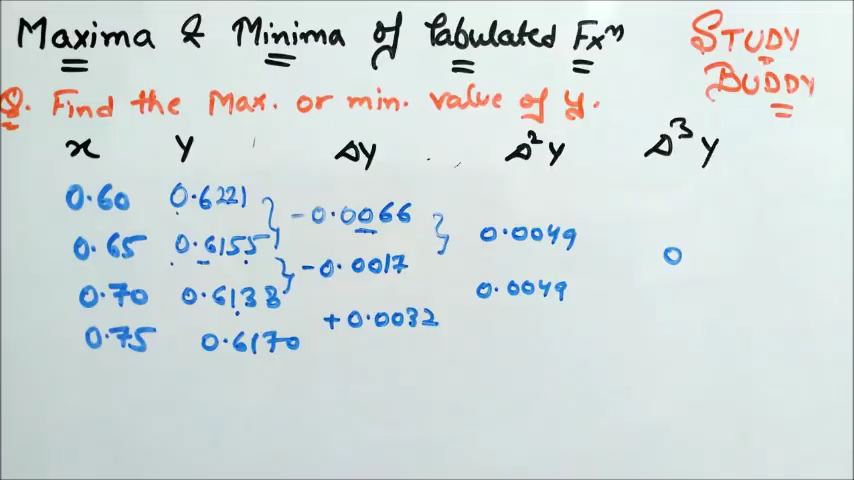 Maxima & Minima of Tabulated Fxⁿ
STUDY BUDDY
Q. Find the Max. or min. value of y.
x Y ΔY Δ²Y Δ³Y
0.60 0.6221
-0.0066
0.65 0.6155 0.0049
-0.0017 0
0.70 0.6138 0.0049
+0.0032
0.75 0.6170